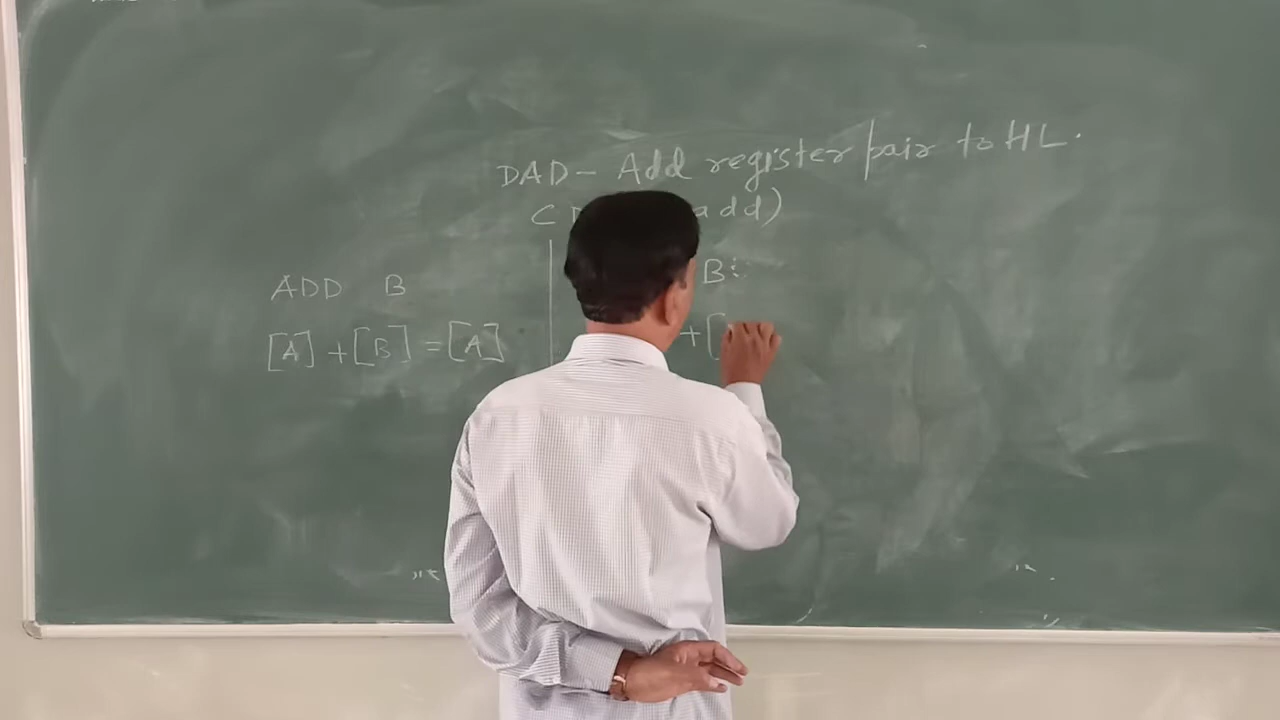 DAD - Add register pair to HL.
( add)
ADD B
B
[A] + [B] = [A]
+ [